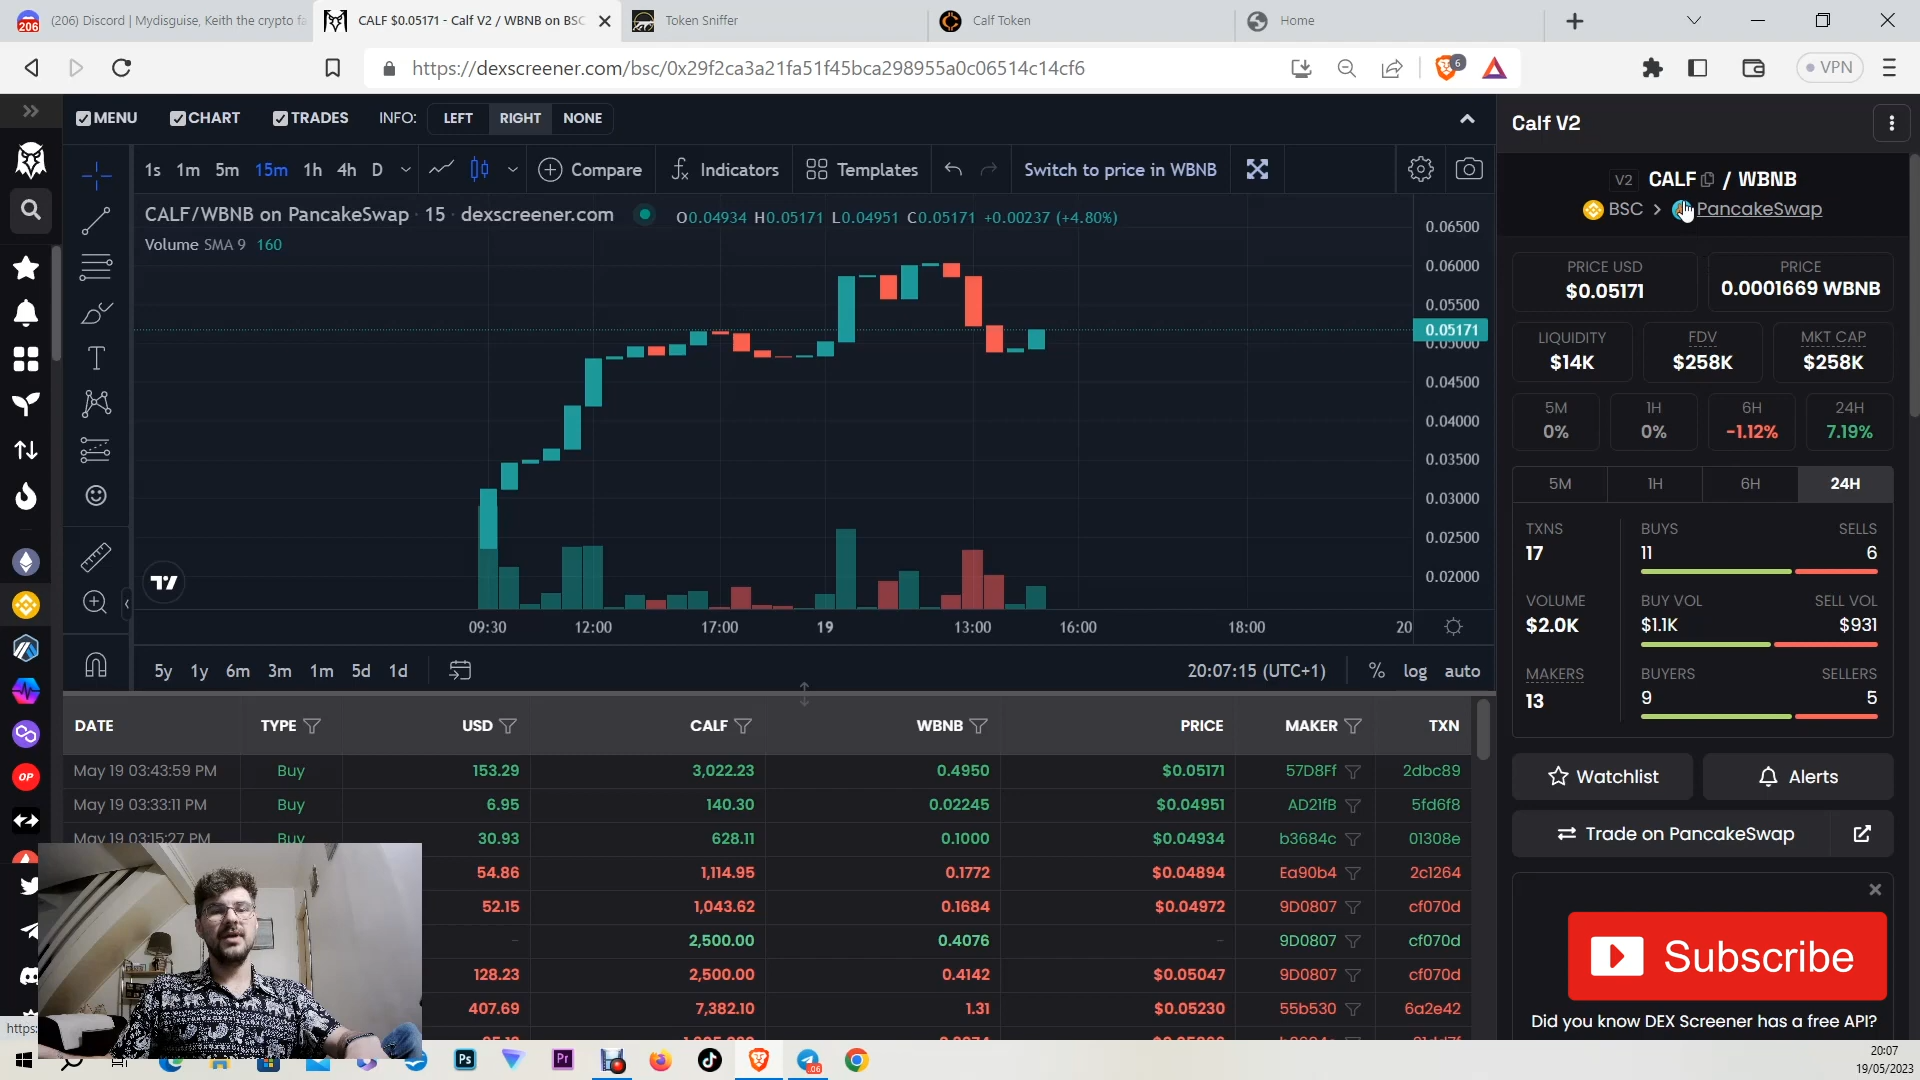 206
(206) Discord | Mydisguise, Keith the crypto fa
CALF $0.05171 - Calf V2 / WBNB on BSC
Token Sniffer
Calf Token
Home
https://dexscreener.com/bsc/0x29f2ca3a21fa51f45bca298955a0c06514c14cf6
6
VPN
MENU
CHART
TRADES
INFO:
LEFT
RIGHT
NONE
1s
1m
5m
15m
1h
4h
D
Compare
Indicators
Templates
Switch to price in WBNB
CALF/WBNB on PancakeSwap · 15 · dexscreener.com
O0.04934 H0.05171 L0.04951 C0.05171 +0.00237 (+4.80%)
Volume SMA 9 160
0.06500
0.06000
0.05500
0.05171
0.05000
0.04500
0.04000
0.03500
0.03000
0.02500
0.02000
09:30
12:00
17:00
19
13:00
16:00
18:00
20
5y
1y
6m
3m
1m
5d
1d
20:07:15 (UTC+1)
%
log
auto
DATE TYPE USD CALF WBNB PRICE MAKER TXN
May 19 03:43:59 PM Buy 153.29 3,022.23 0.4950 $0.05171 57D8Ff 2dbc89
May 19 03:33:11 PM Buy 6.95 140.30 0.02245 $0.04951 AD21fB 5fd6f8
May 19 03:15:27 PM Buy 30.93 628.11 0.1000 $0.04934 b3684c 01308e
54.86 1,114.95 0.1772 $0.04894 Ea90b4 2c1264
52.15 1,043.62 0.1684 $0.04972 9D0807 cf070d
- 2,500.00 0.4076 - 9D0807 cf070d
128.23 2,500.00 0.4142 $0.05047 9D0807 cf070d
407.69 7,382.10 1.31 $0.05230 55b530 6a2e42
OP
https:
Calf V2
V2 CALF / WBNB
BSC > PancakeSwap
PRICE USD
$0.05171
PRICE
0.0001669 WBNB
LIQUIDITY
$14K
FDV
$258K
MKT CAP
$258K
5M
0%
1H
0%
6H
-1.12%
24H
7.19%
5M
1H
6H
24H
TXNS
17
BUYS
11
SELLS
6
VOLUME
$2.0K
BUY VOL
$1.1K
SELL VOL
$931
MAKERS
13
BUYERS
9
SELLERS
5
Watchlist
Alerts
Trade on PancakeSwap
Subscribe
Did you know DEX Screener has a free API?
Ps
Pr
20:07
19/05/2023